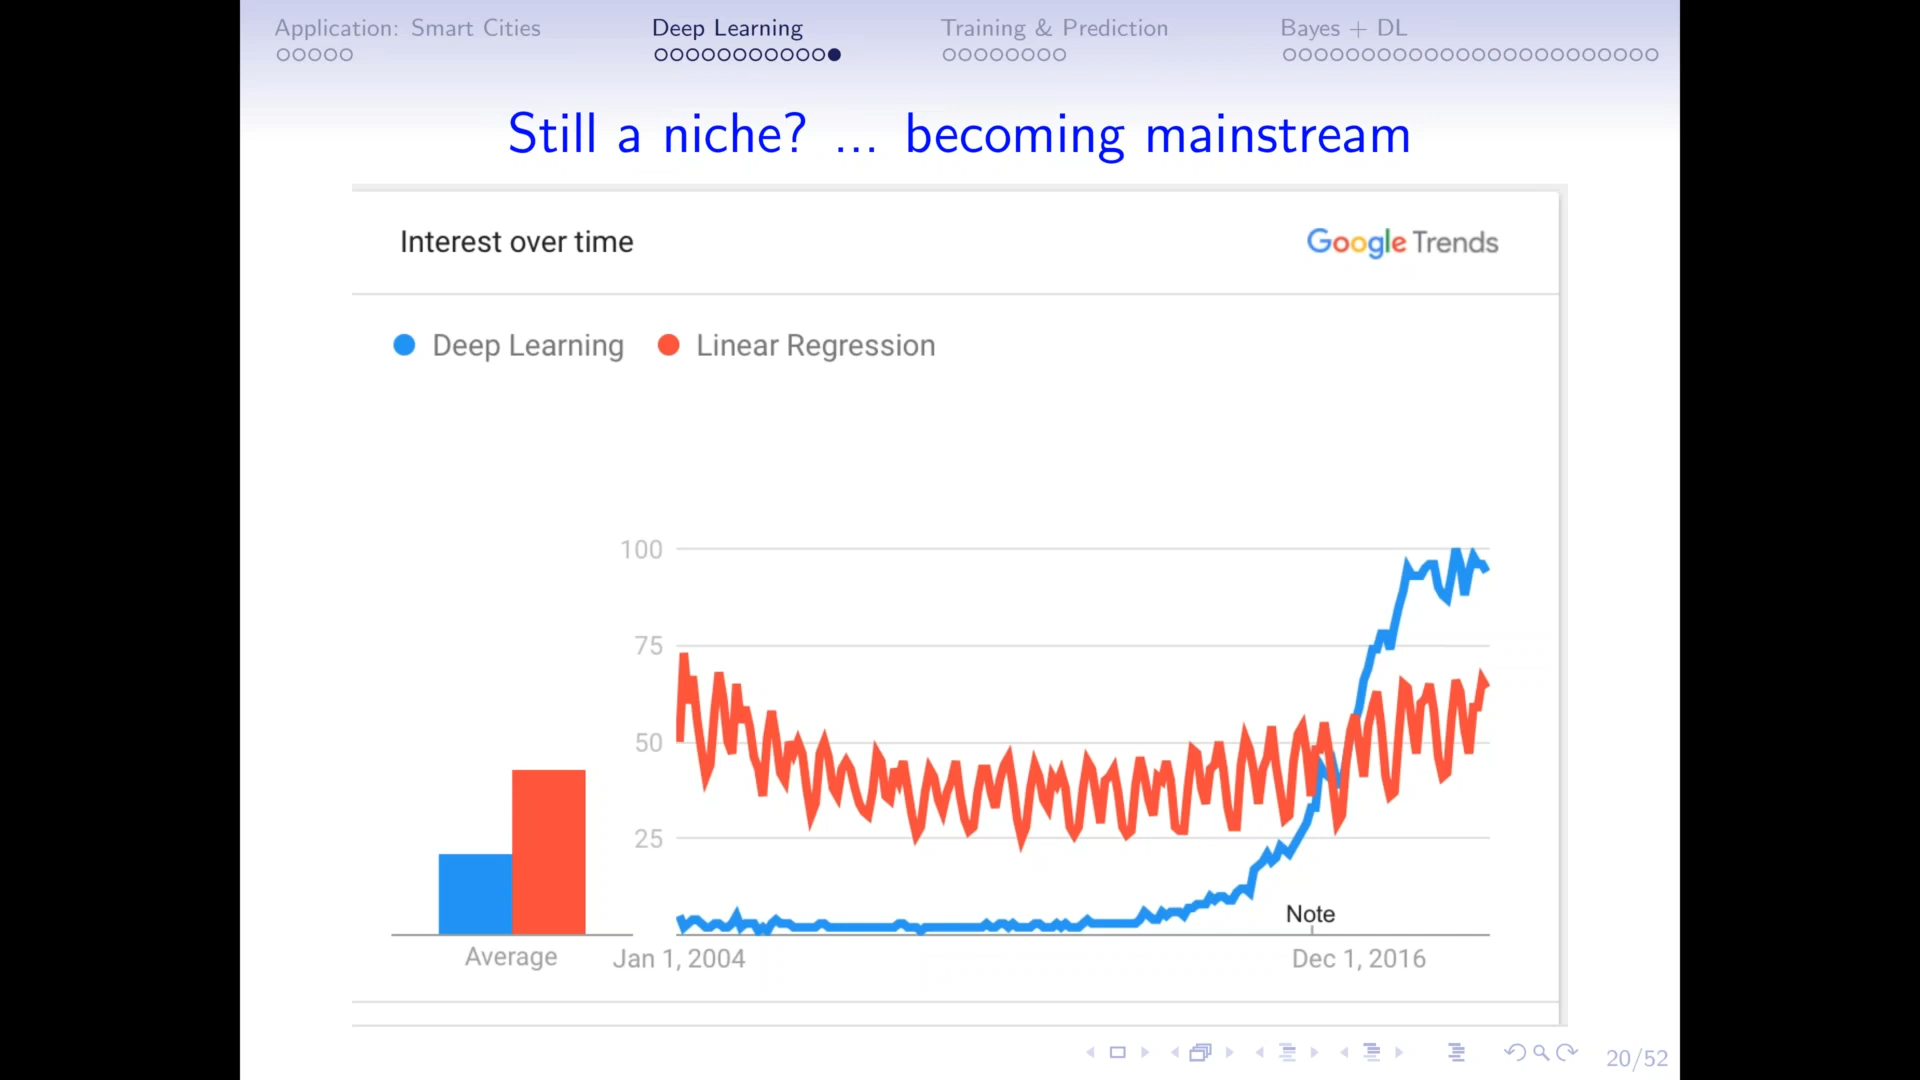 Application: Smart Cities Deep Learning Training & Prediction Bayes + DL
Still a niche? ... becoming mainstream
Interest over time
Google Trends
Deep Learning Linear Regression
100
75
50
25
Note
Average
Jan 1, 2004
Dec 1, 2016
20/52